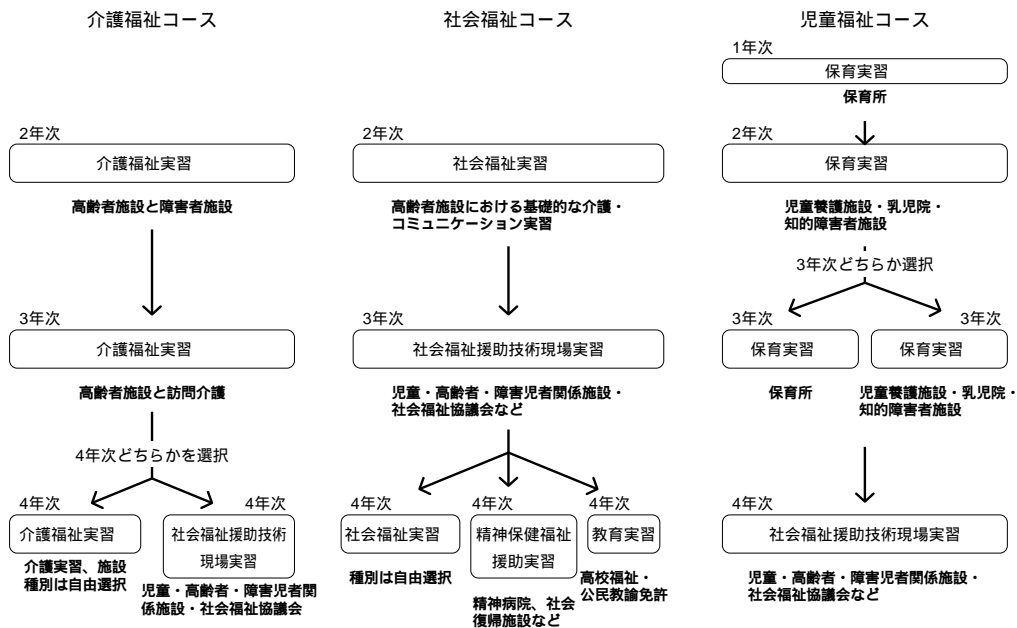 介護福祉コース
2年次
介護福祉実習
高齢者施設と障害者施設
3年次
介護福祉実習
高齢者施設と訪問介護
4年次どちらかを選択
4年次
介護福祉実習
介護実習、施設
種別は自由選択
4年次
社会福祉援助技術
現場実習
児童・高齢者・障害児者関
係施設・社会福祉協議会
社会福祉コース
2年次
社会福祉実習
高齢者施設における基礎的な介護・
コミュニケーション実習
3年次
社会福祉援助技術現場実習
児童・高齢者・障害児者関係施設・
社会福祉協議会など
4年次
社会福祉実習
種別は自由選択
4年次
精神保健福祉
援助実習
精神病院、社会
復帰施設など
4年次
教育実習
高校福祉・
公民教諭免許
児童福祉コース
1年次
保育実習
保育所
2年次
保育実習
児童養護施設・乳児院・
知的障害者施設
3年次どちらか選択
3年次
保育実習
保育所
3年次
保育実習
児童養護施設・乳児院・
知的障害者施設
4年次
社会福祉援助技術現場実習
児童・高齢者・障害児者関係施設・
社会福祉協議会など